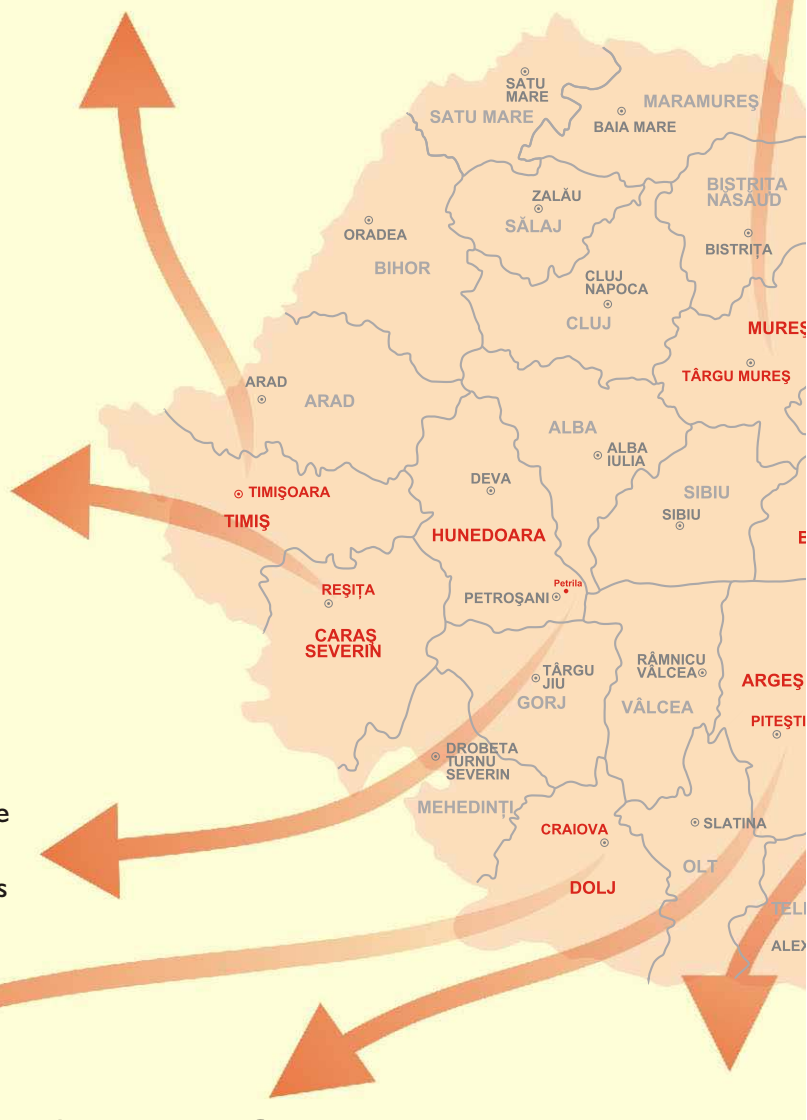 SATU
MARE
SATU MARE
MARAMUREŞ
BAIA MARE
ZALĂU
SĂLAJ
BISTRIŢA
NĂSĂUD
BISTRIŢA
ORADEA
BIHOR
CLUJ
NAPOCA
CLUJ
MUREŞ
TÂRGU MUREŞ
ARAD
ARAD
ALBA
ALBA
IULIA
DEVA
HUNEDOARA
SIBIU
SIBIU
TIMIŞOARA
TIMIŞ
REŞIŢA
CARAŞ
SEVERIN
Petrila
PETROŞANI
TÂRGU
JIU
GORJ
RÂMNICU
VÂLCEA
VÂLCEA
ARGEŞ
PITEŞTI
DROBETA
TURNU
SEVERIN
MEHEDINŢI
CRAIOVA
DOLJ
SLATINA
OLT
TEL
ALEX
e
s